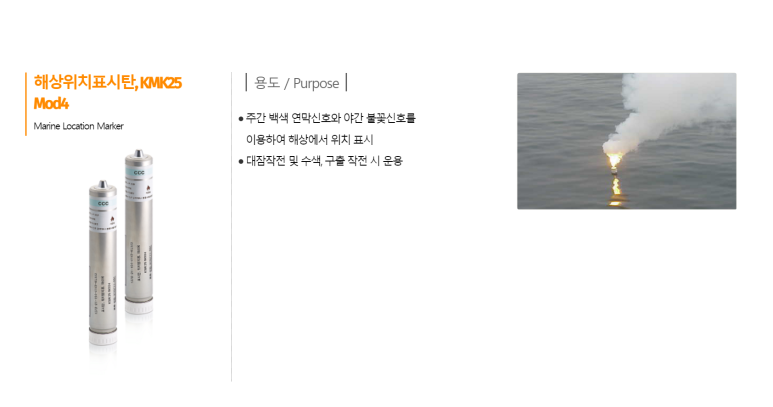 해상위치표시탄, KMK25
Mod4
Marine Location Marker
용도 / Purpose
● 주간 백색 연막신호와 야간 불꽃신호를
이용하여 해상에서 위치 표시
● 대잠작전 및 수색, 구출 작전 시 운용